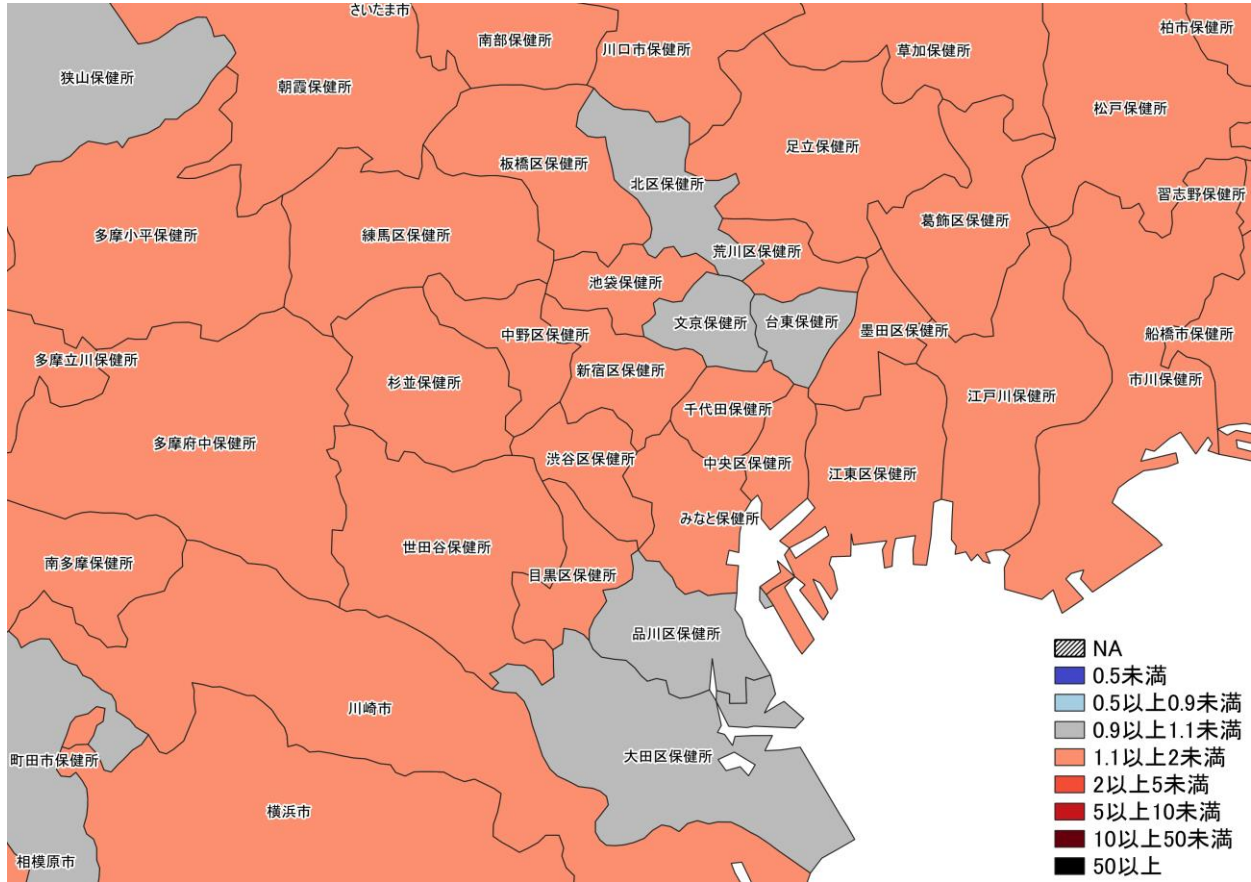 さいたま市
柏市保健所
南部保健所
川口市保健所
草加保健所
狭山保健所
朝霞保健所
松戸保健所
足立保健所
板橋区保健所
北区保健所
習志野保健所
葛飾区保健所
多摩小平保健所
練馬区保健所
荒川区保健所
池袋保健所
文京保健所
台東保健所
墨田区保健所
船橋市保健所
中野区保健所
多摩立川保健所
新宿区保健所
杉並保健所
市川保健所
江戸川保健所
千代田保健所
多摩府中保健所
渋谷区保健所
中央区保健所
江東区保健所
みなと保健所
世田谷保健所
南多摩保健所
目黒区保健所
品川区保健所
川崎市
大田区保健所
町田市保健所
横浜市
相模原市
NA
0.5未満
0.5以上0.9未満
0.9以上1.1未満
1.1以上2未満
2以上5未満
5以上10未満
10以上50未満
50以上